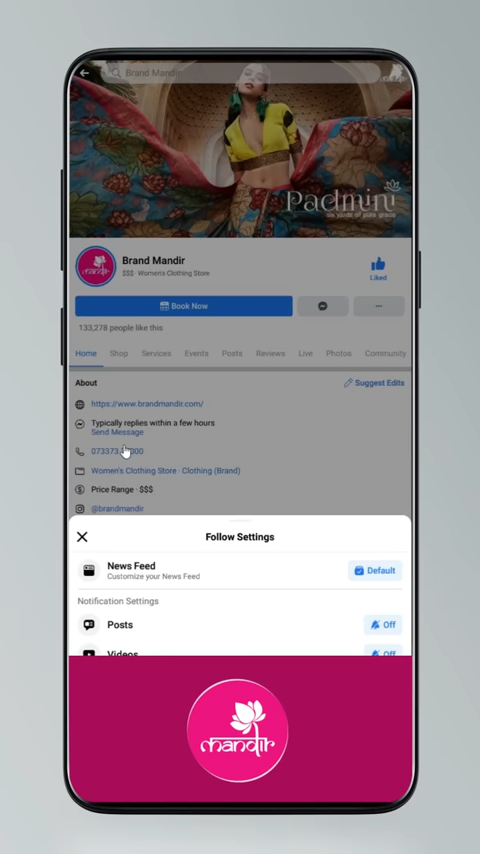 Brand Mandir
Padmini
six yards of pure grace
mandir
Brand Mandir
$$$ · Women's Clothing Store
Liked
Book Now
133,278 people like this
Home Shop Services Events Posts Reviews Live Photos Community
About
Suggest Edits
https://www.brandmandir.com/
Typically replies within a few hours
Send Message
Women's Clothing Store · Clothing (Brand)
Price Range · $$$
@brandmandir
Follow Settings
News Feed
Customize your News Feed
Default
Notification Settings
Posts
Off
Videos
Off
mandir